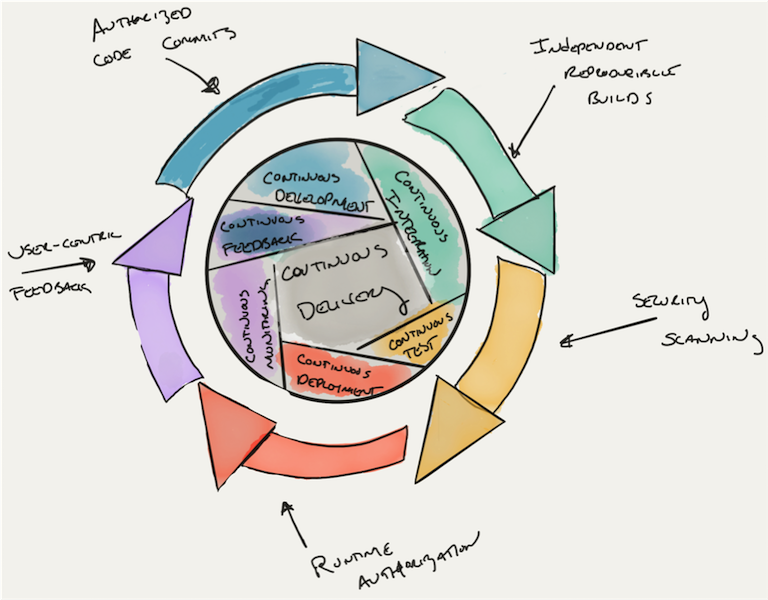 AUTHORIZED
CODE COMMITS
INDEPENDENT
REPRODUCIBLE
BUILDS
CONTINUOUS
DEVELOPMENT
CONTINUOUS
INTEGRATION
CONTINUOUS
FEEDBACK
CONTINUOUS
DELIVERY
USER-CENTRIC
FEEDBACK
CONTINUOUS
MONITORING
CONTINUOUS
TEST
CONTINUOUS
DEPLOYMENT
SECURITY
SCANNING
RUNTIME
AUTHORIZATION